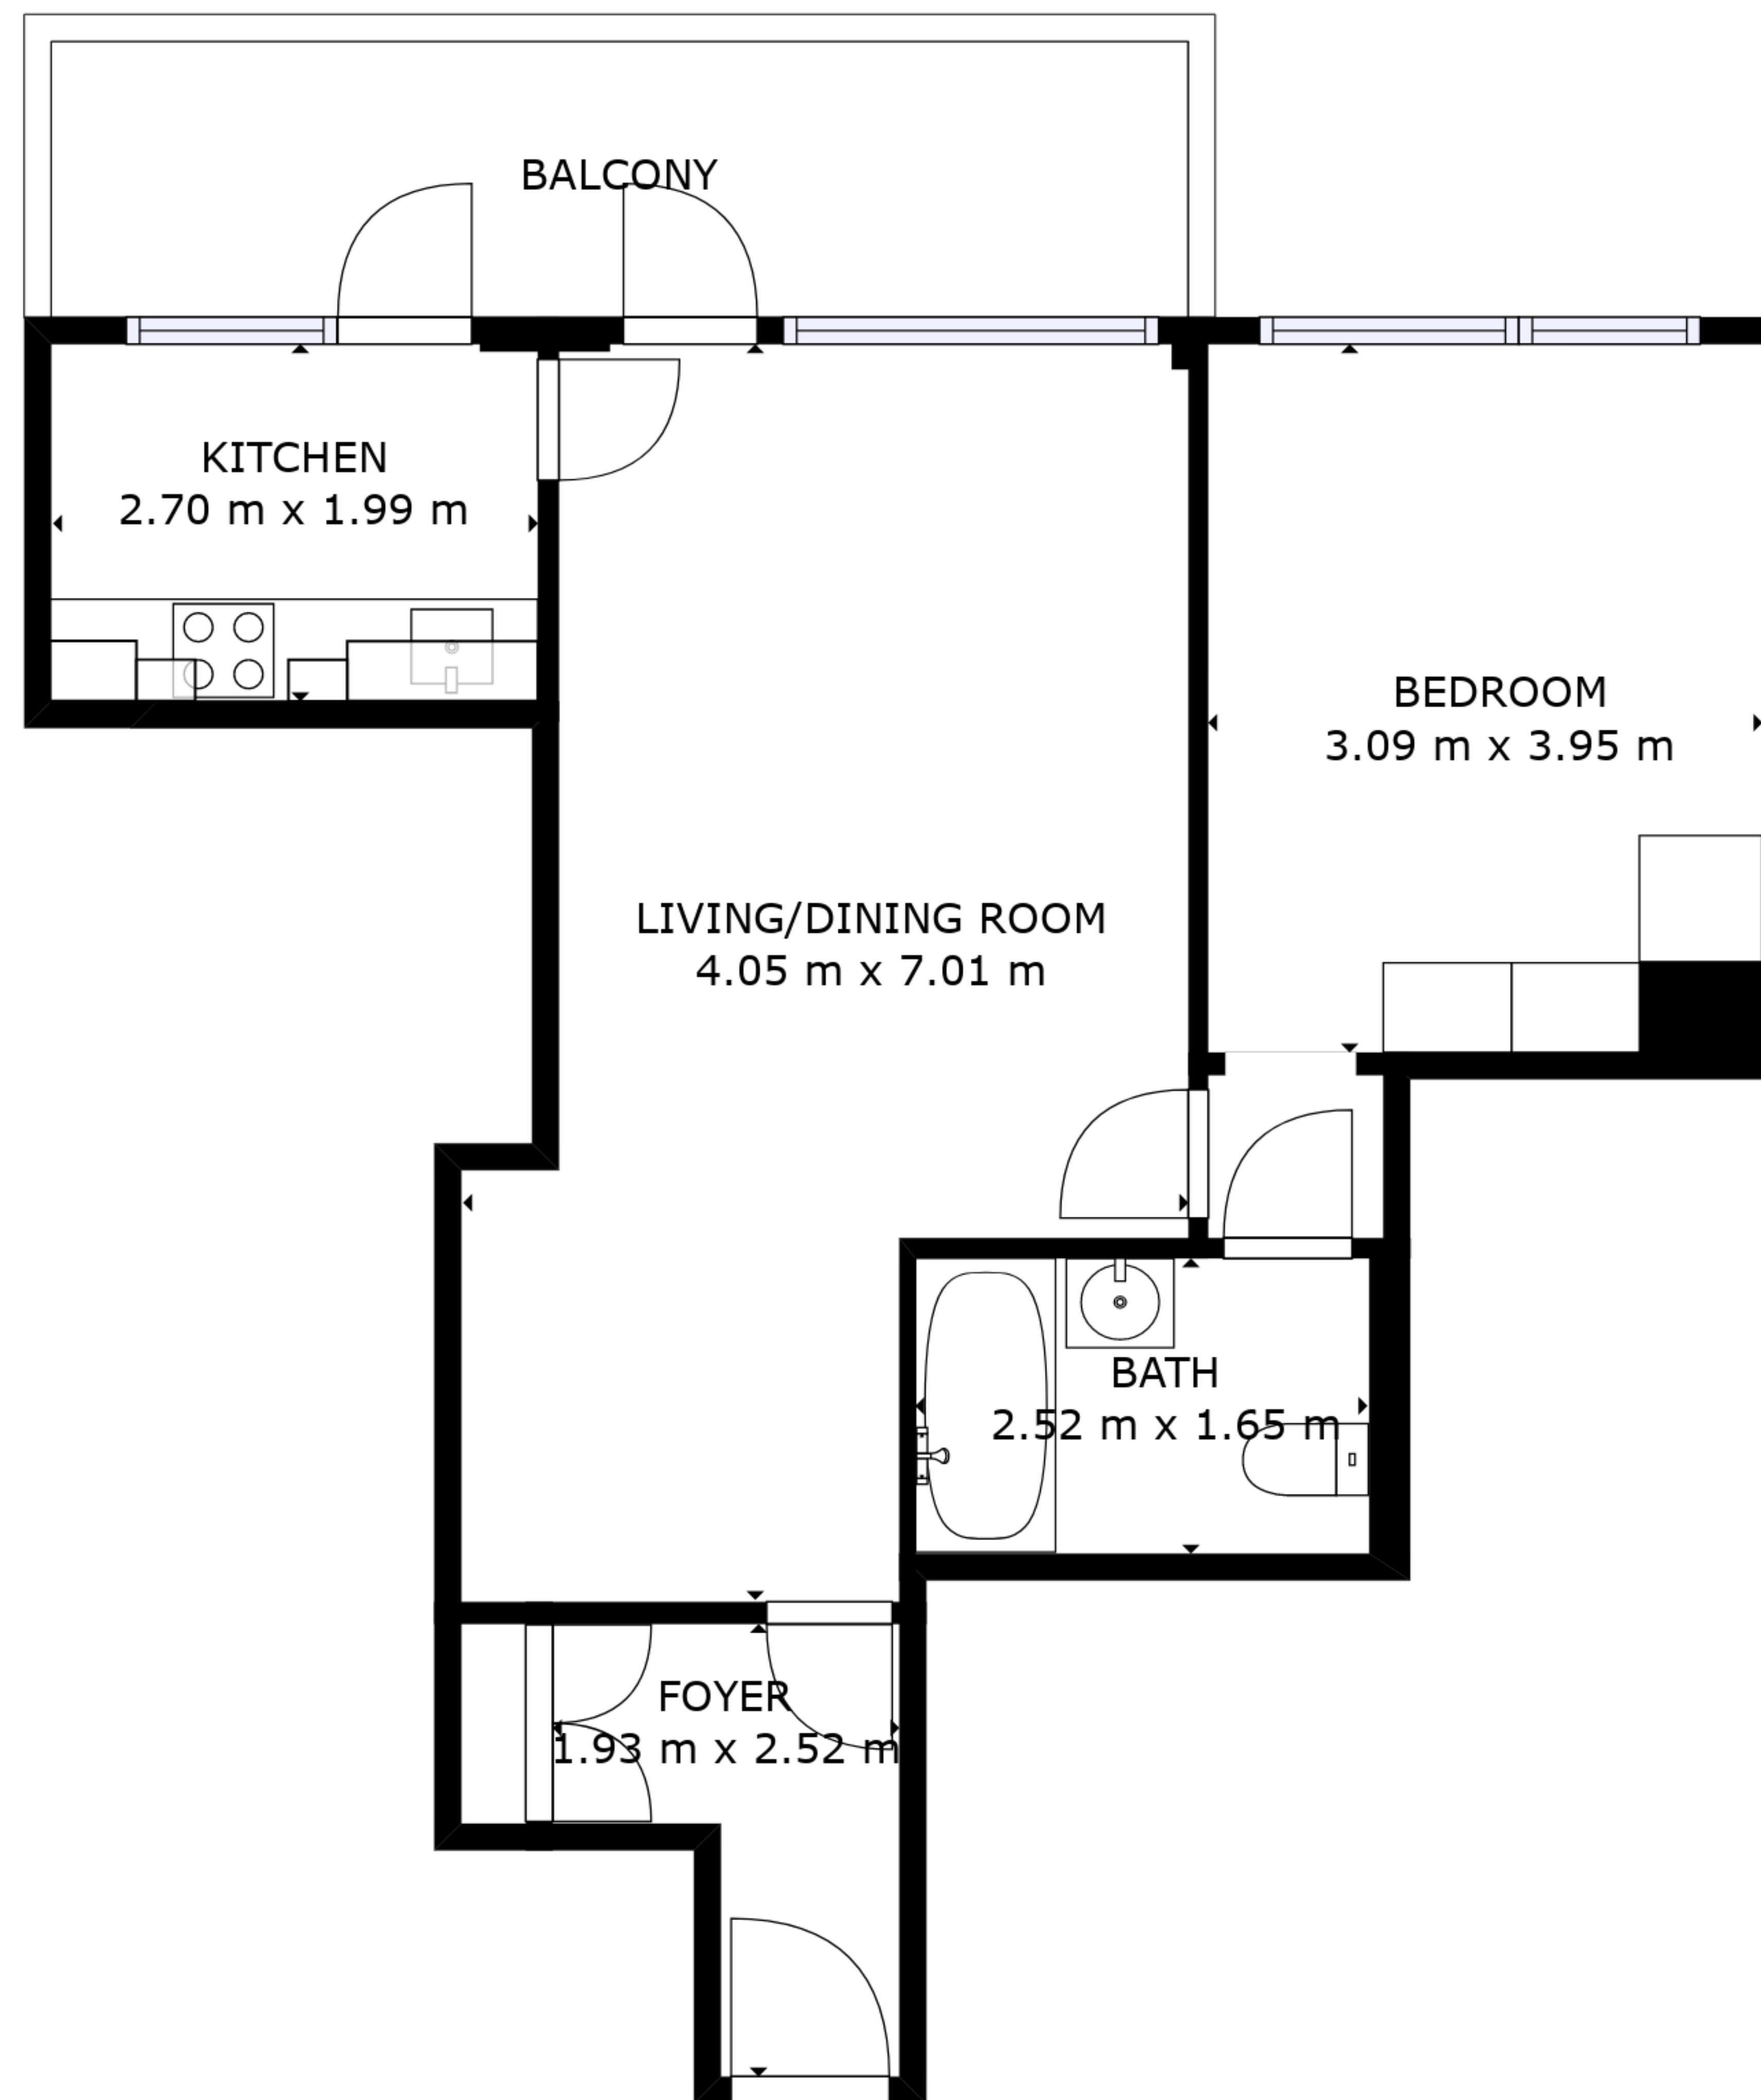 BALCONY
KITCHEN
2.70 m x 1.99 m
BEDROOM
3.09 m x 3.95 m
LIVING/DINING ROOM
4.05 m x 7.01 m
BATH
2.52 m x 1.65 m
FOYER
1.93 m x 2.52 m